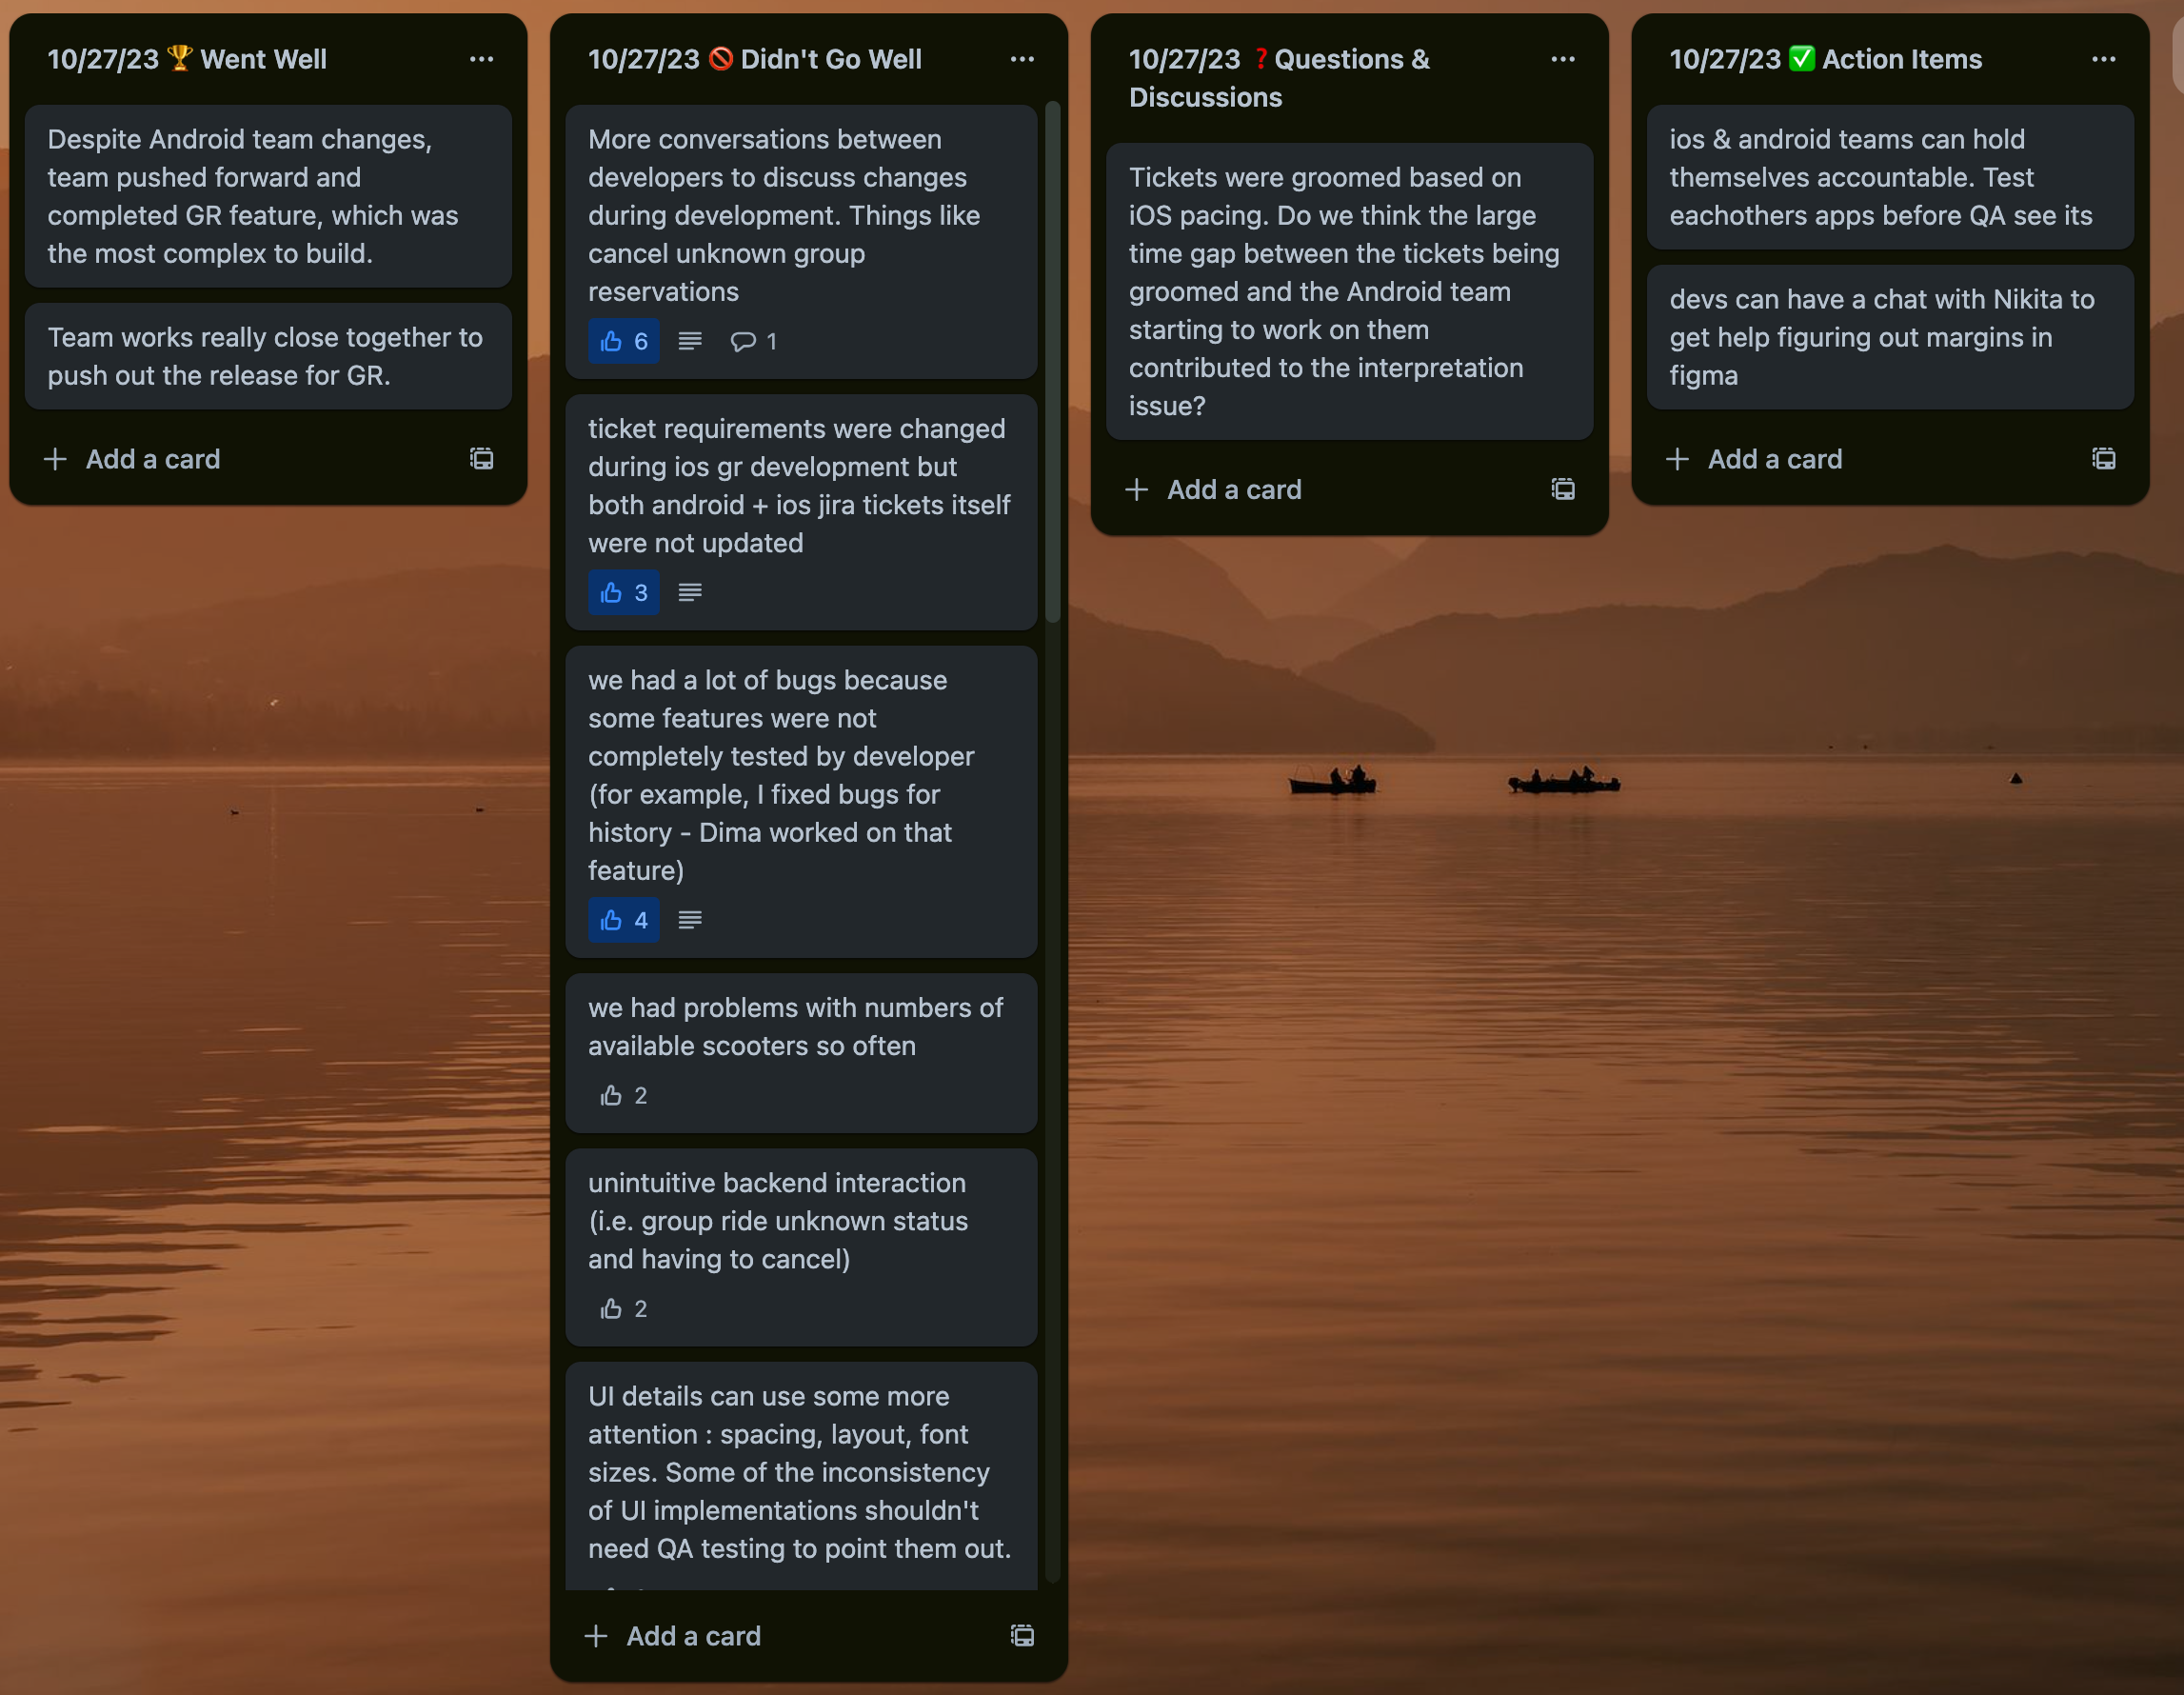 10/27/23 🏆 Went Well
Despite Android team changes,
team pushed forward and
completed GR feature, which was
the most complex to build.
Team works really close together to
push out the release for GR.
Add a card
10/27/23 🚫 Didn't Go Well
More conversations between
developers to discuss changes
during development. Things like
cancel unknown group
reservations
6
1
ticket requirements were changed
during ios gr development but
both android + ios jira tickets itself
were not updated
3
we had a lot of bugs because
some features were not
completely tested by developer
(for example, I fixed bugs for
history - Dima worked on that
feature)
4
we had problems with numbers of
available scooters so often
2
unintuitive backend interaction
(i.e. group ride unknown status
and having to cancel)
2
UI details can use some more
attention : spacing, layout, font
sizes. Some of the inconsistency
of UI implementations shouldn't
need QA testing to point them out.
Add a card
10/27/23 ❓Questions &
Discussions
Tickets were groomed based on
iOS pacing. Do we think the large
time gap between the tickets being
groomed and the Android team
starting to work on them
contributed to the interpretation
issue?
Add a card
10/27/23 ✅ Action Items
ios & android teams can hold
themselves accountable. Test
eachothers apps before QA see its
devs can have a chat with Nikita to
get help figuring out margins in
figma
Add a card